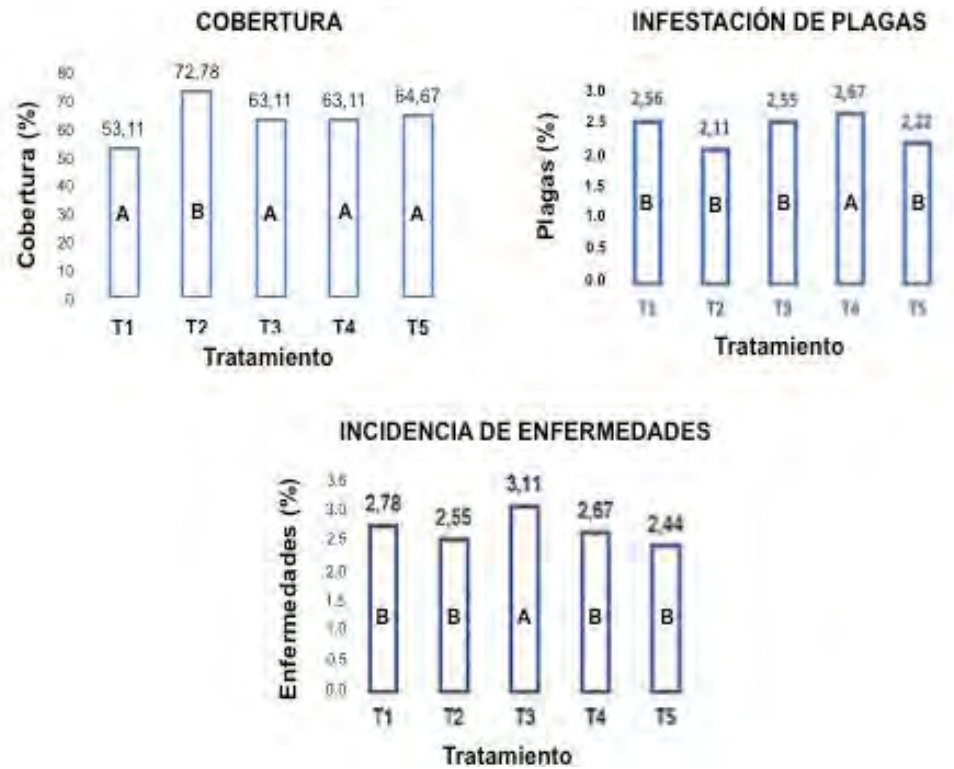 COBERTURA
Cobertura (%)
80
70
60
50
40
30
20
10
0
53,11
72,78
63,11
63,11
64,67
A
B
A
A
A
T1
T2
T3
T4
T5
Tratamiento
INFESTACIÓN DE PLAGAS
Plagas (%)
3.0
2.5
2.0
1.5
1.0
0.5
0.0
2,56
2,11
2,55
2,67
2,22
B
B
B
A
B
T1
T2
T3
T4
T5
Tratamiento
INCIDENCIA DE ENFERMEDADES
Enfermedades (%)
3.5
3.0
2.5
2.0
1.5
1.0
0.5
0.0
2,78
2,55
3,11
2,67
2,44
B
B
A
B
B
T1
T2
T3
T4
T5
Tratamiento